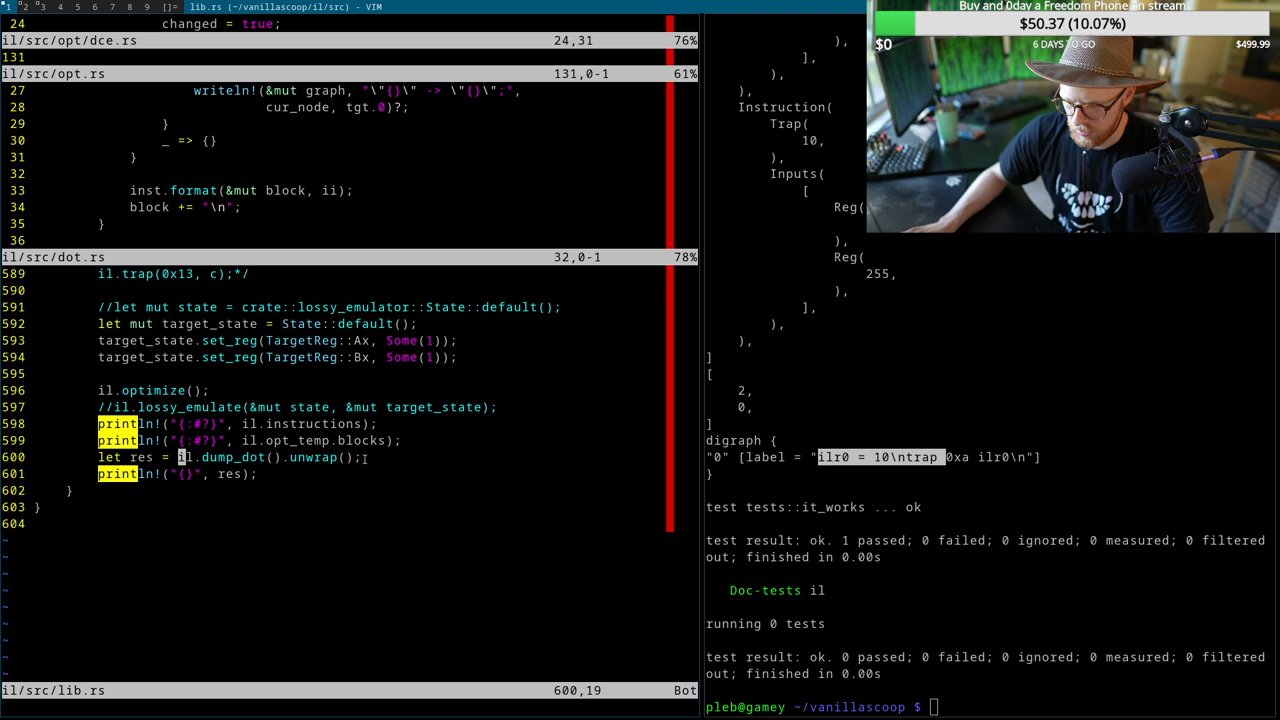 1 2 3 4 5 6 7 8 9 []= lib.rs (~/vanillascoop/il/src) - VIM
24                 changed = true;
il/src/opt/dce.rs 24,31 76%
131
il/src/opt.rs 131,0-1 61%
27                     writeln!(&mut graph, "\"{}\" -> \"{}\";",
28                              cur_node, tgt.0)?;
29                 }
30                 _ => {}
31             }
32
33             inst.format(&mut block, ii);
34             block += "\n";
35         }
36
il/src/dot.rs 32,0-1 78%
589         il.trap(0x13, c);*/
590
591         //let mut state = crate::lossy_emulator::State::default();
592         let mut target_state = State::default();
593         target_state.set_reg(TargetReg::Ax, Some(1));
594         target_state.set_reg(TargetReg::Bx, Some(1));
595
596         il.optimize();
597         //il.lossy_emulate(&mut state, &mut target_state);
598         println!("{:#?}", il.instructions);
599         println!("{:#?}", il.opt_temp.blocks);
600         let res = il.dump_dot().unwrap();
601         println!("{}", res);
602     }
603 }
604
~
~
~
~
~
~
~
~
~
il/src/lib.rs 600,19 Bot
),
],
),
),
Instruction(
Trap(
10,
),
Inputs(
[
Reg(
),
Reg(
255,
),
],
),
),
]
[
2,
0,
]
digraph {
"0" [label = "ilr0 = 10\ntrap 0xa ilr0\n"]
}
test tests::it_works ... ok
test result: ok. 1 passed; 0 failed; 0 ignored; 0 measured; 0 filtered
out; finished in 0.00s
Doc-tests il
running 0 tests
test result: ok. 0 passed; 0 failed; 0 ignored; 0 measured; 0 filtered
out; finished in 0.00s
pleb@gamey ~/vanillascoop $
Buy and 0day a Freedom Phone on stream
$50.37 (10.07%)
$0 6 DAYS TO GO $499.99